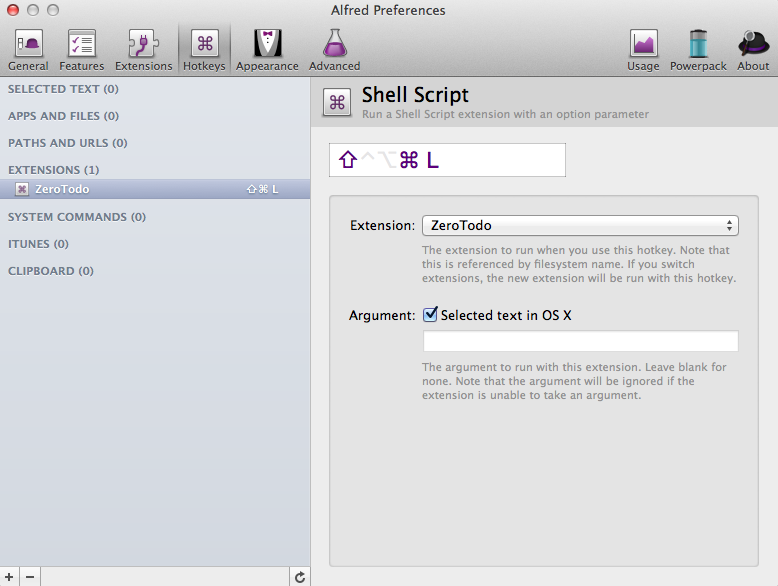 Alfred Preferences
General Features Extensions Hotkeys Appearance Advanced Usage Powerpack About
SELECTED TEXT (0)
APPS AND FILES (0)
PATHS AND URLS (0)
EXTENSIONS (1)
ZeroTodo ⇧⌘ L
SYSTEM COMMANDS (0)
ITUNES (0)
CLIPBOARD (0)
Shell Script
Run a Shell Script extension with an option parameter
⇧^⌥⌘ L
Extension: ZeroTodo
The extension to run when you use this hotkey. Note that
this is referenced by filesystem name. If you switch
extensions, the new extension will be run with this hotkey.
Argument: Selected text in OS X
The argument to run with this extension. Leave blank for
none. Note that the argument will be ignored if the
extension is unable to take an argument.